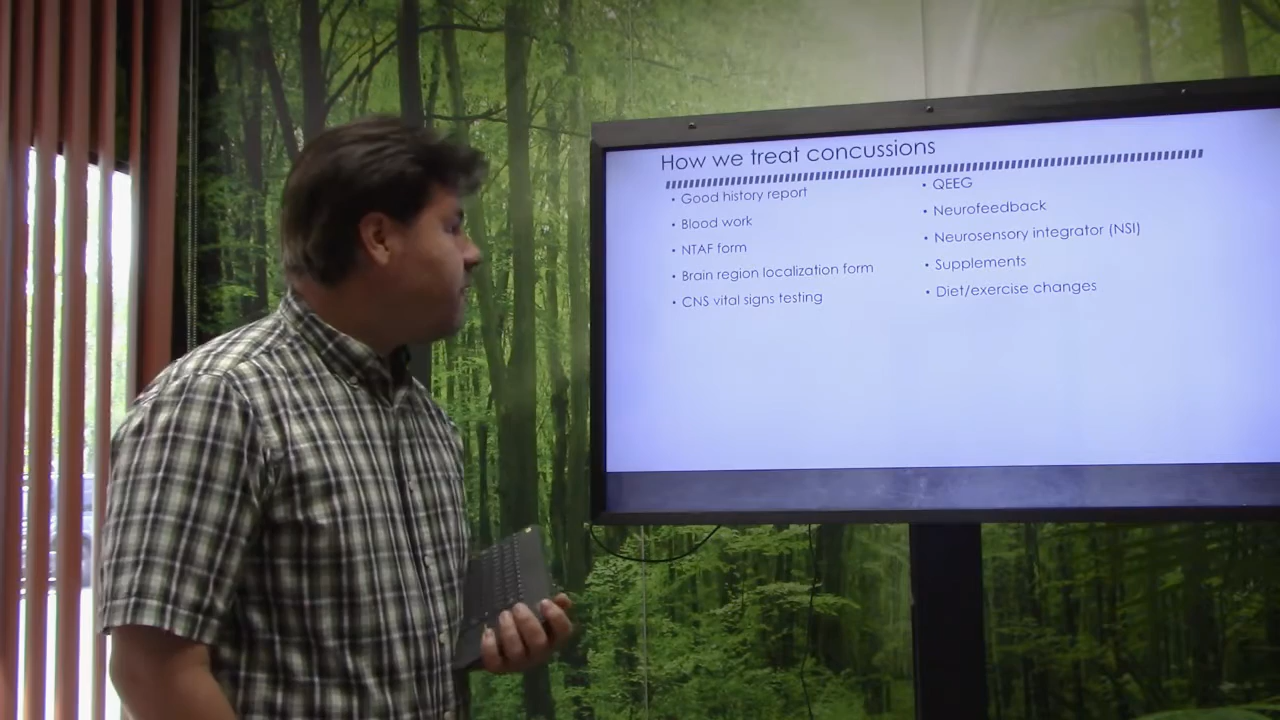 How we treat concussions
• Good history report
• Blood work
• NTAF form
• Brain region localization form
• CNS vital signs testing
• QEEG
• Neurofeedback
• Neurosensory integrator (NSI)
• Supplements
• Diet/exercise changes